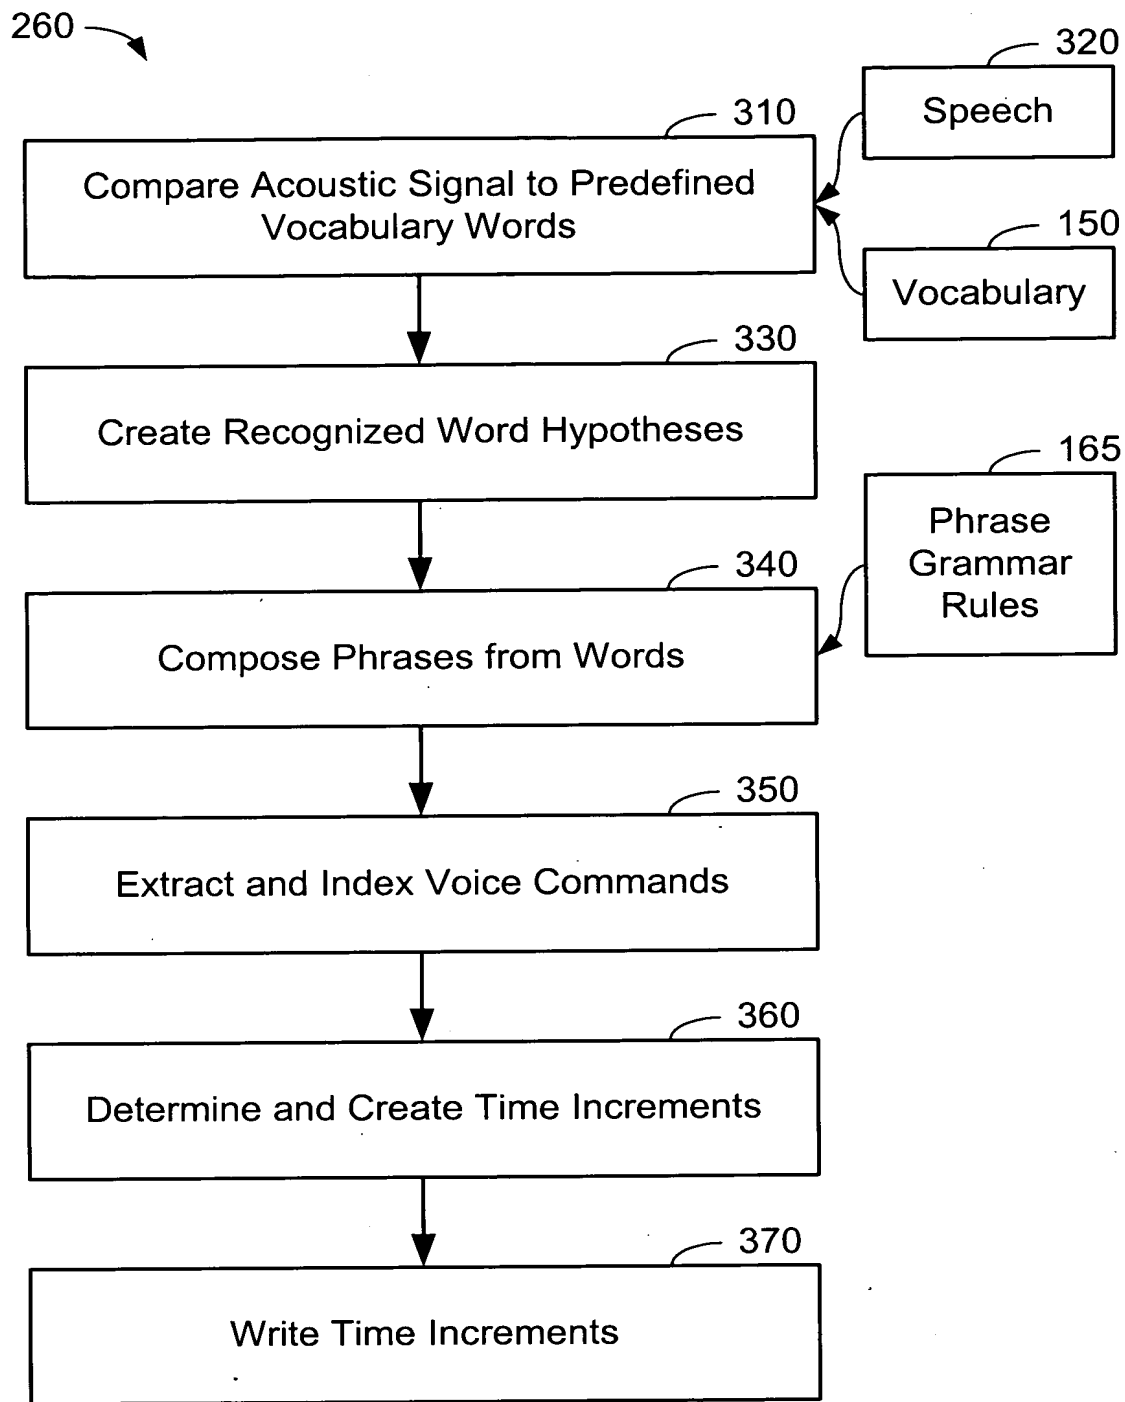 260
320
Speech
310
Compare Acoustic Signal to Predefined
Vocabulary Words
150
Vocabulary
330
Create Recognized Word Hypotheses
165
Phrase
Grammar
Rules
340
Compose Phrases from Words
350
Extract and Index Voice Commands
360
Determine and Create Time Increments
370
Write Time Increments